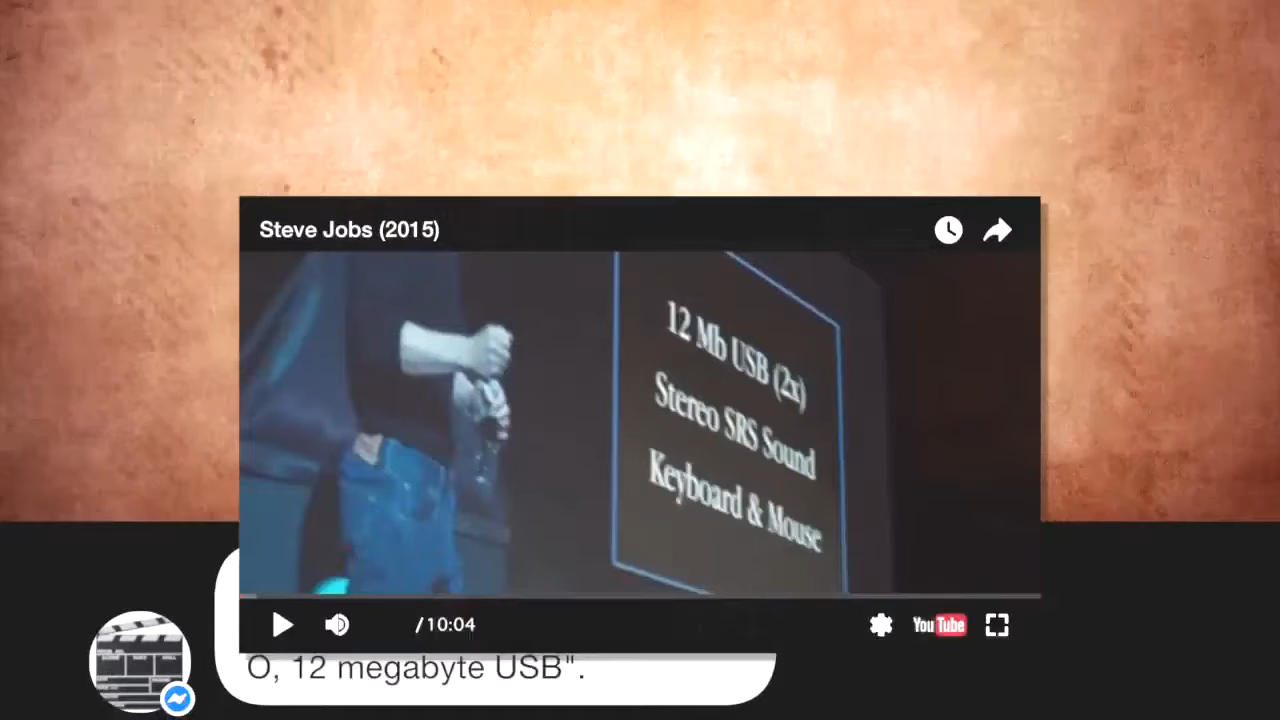 Steve Jobs (2015)
12 Mb USB (2x)
Stereo SRS Sound
Keyboard & Mouse
/10:04
YouTube
O, 12 megabyte USB".